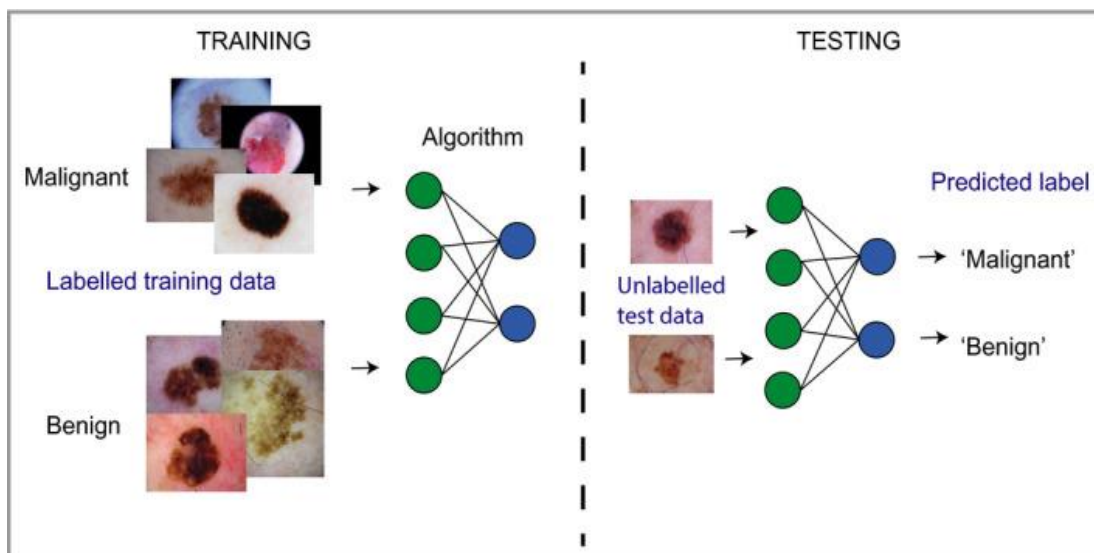 TRAINING
Malignant
Labelled training data
Benign
Algorithm
TESTING
Unlabelled
test data
Predicted label
‘Malignant’
‘Benign’